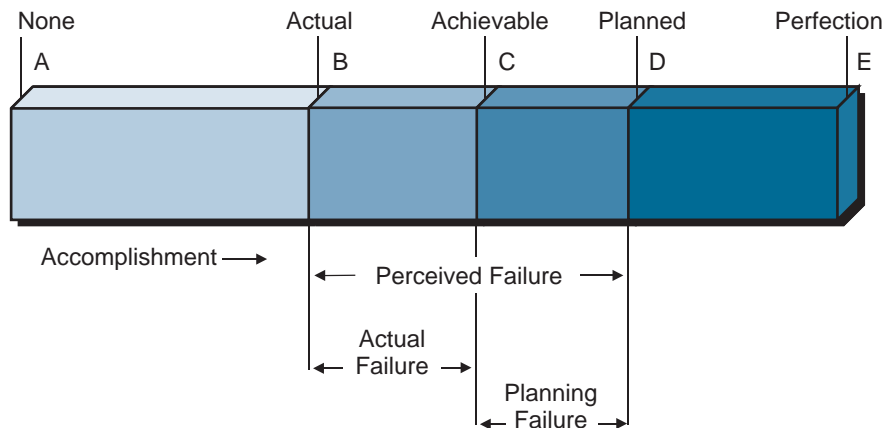 None Actual Achievable Planned Perfection
A B C D E
Accomplishment
Perceived Failure
Actual
Failure
Planning
Failure